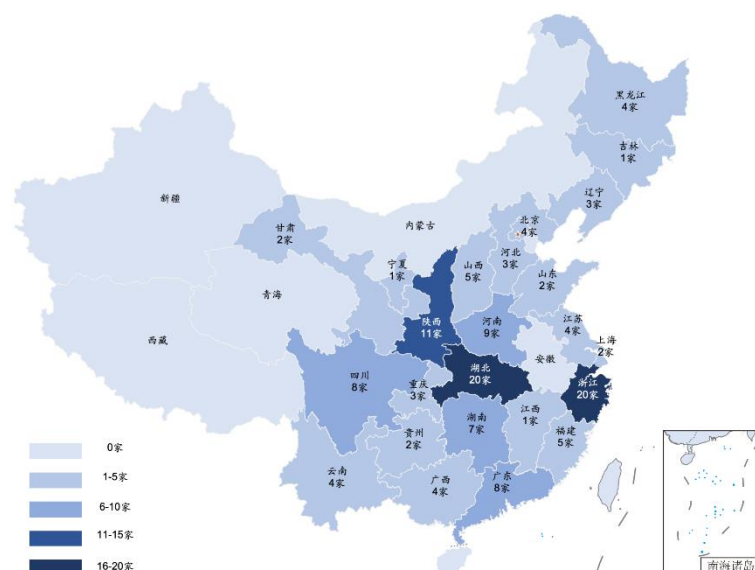 黑龙江
4家
吉林
1家
辽宁
3家
新疆
内蒙古
北京
4家
甘肃
2家
河北
3家
宁夏
1家
山西
5家
山东
2家
青海
陕西
11家
河南
9家
江苏
4家
上海
2家
西藏
安徽
湖北
20家
浙江
20家
四川
8家
重庆
3家
湖南
7家
江西
1家
福建
5家
贵州
2家
云南
4家
广西
4家
广东
8家
0家
1-5家
6-10家
11-15家
16-20家
南海诸岛